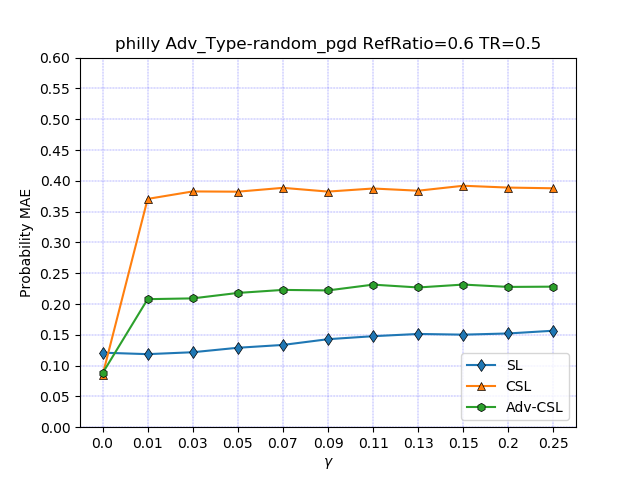 philly Adv_Type-random_pgd RefRatio=0.6 TR=0.5
0.60
0.55
0.50
0.45
0.40
0.35
0.30
0.25
0.20
0.15
0.10
0.05
0.00
Probability MAE
SL
CSL
Adv-CSL
0.0 0.01 0.03 0.05 0.07 0.09 0.11 0.13 0.15 0.2 0.25
γ